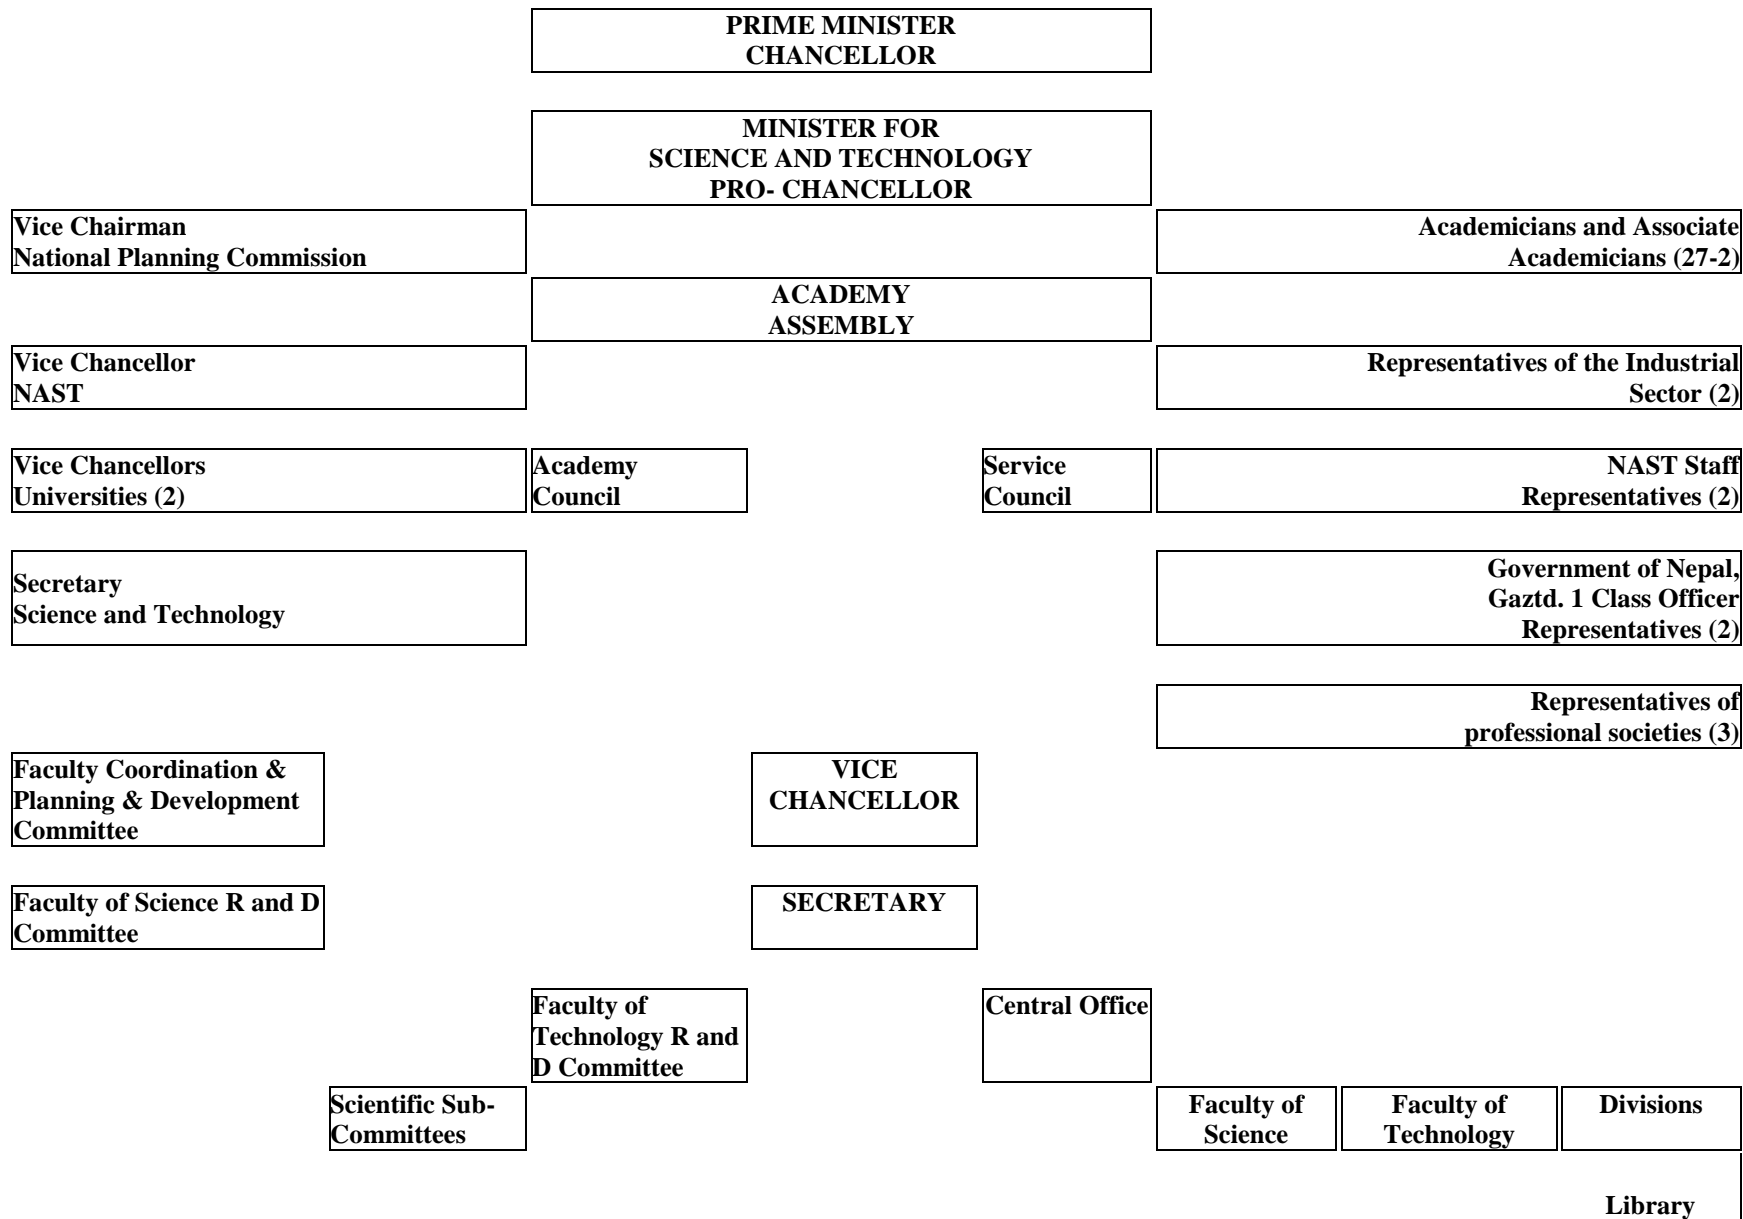 PRIME MINISTER
CHANCELLOR
MINISTER FOR
SCIENCE AND TECHNOLOGY
PRO- CHANCELLOR
Vice Chairman
National Planning Commission
Academicians and Associate
Academicians (27-2)
ACADEMY
ASSEMBLY
Vice Chancellor
NAST
Representatives of the Industrial
Sector (2)
Vice Chancellors
Universities (2)
Academy
Council
Service
Council
NAST Staff
Representatives (2)
Secretary
Science and Technology
Government of Nepal,
Gaztd. 1 Class Officer
Representatives (2)
Representatives of
professional societies (3)
Faculty Coordination &
Planning & Development
Committee
VICE
CHANCELLOR
Faculty of Science R and D
Committee
SECRETARY
Faculty of
Technology R and
D Committee
Central Office
Scientific Sub-
Committees
Faculty of
Science
Faculty of
Technology
Divisions
Library